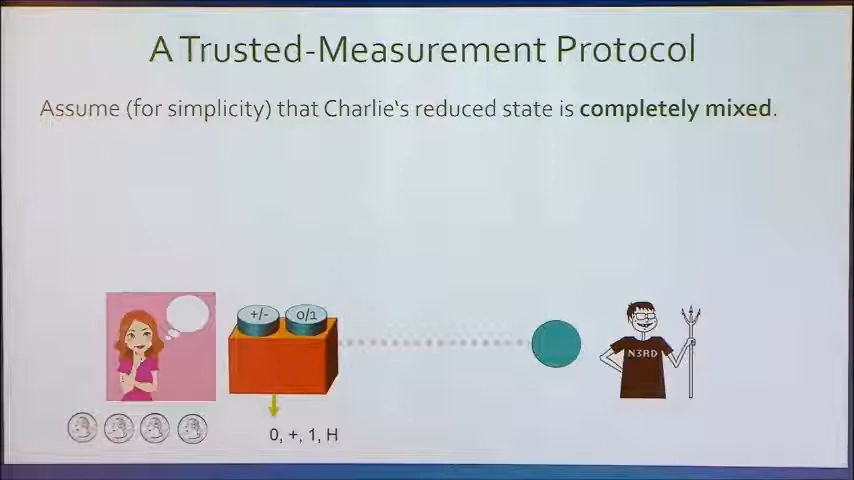 A Trusted-Measurement Protocol
Assume (for simplicity) that Charlie's reduced state is completely mixed.
+/-
0/1
N3RD
0, +, 1, H